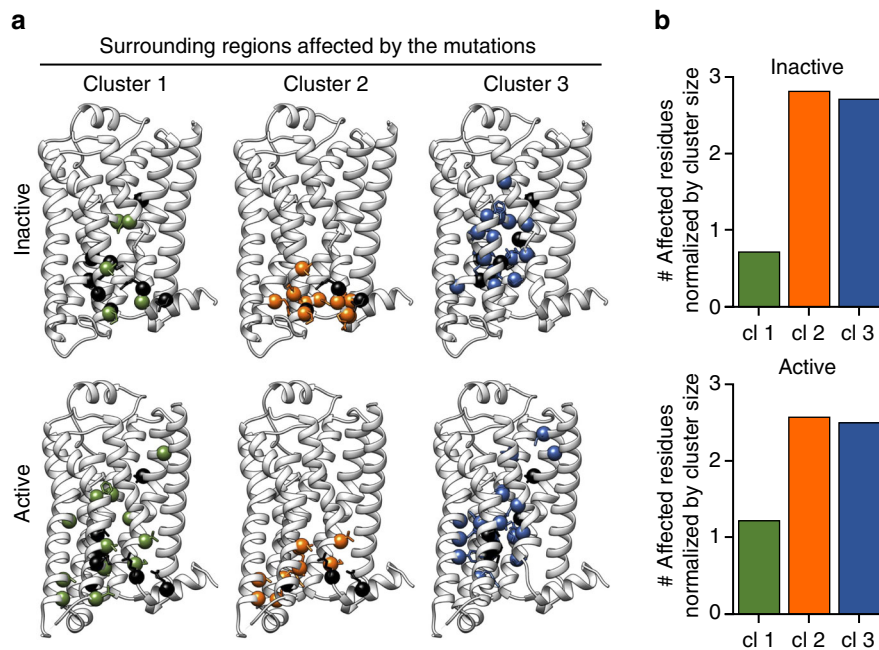 a
Surrounding regions affected by the mutations
Cluster 1 Cluster 2 Cluster 3
Inactive
Active
b
Inactive
# Affected residues
normalized by cluster size
3
2
1
0
cl 1 cl 2 cl 3
Active
# Affected residues
normalized by cluster size
3
2
1
0
cl 1 cl 2 cl 3